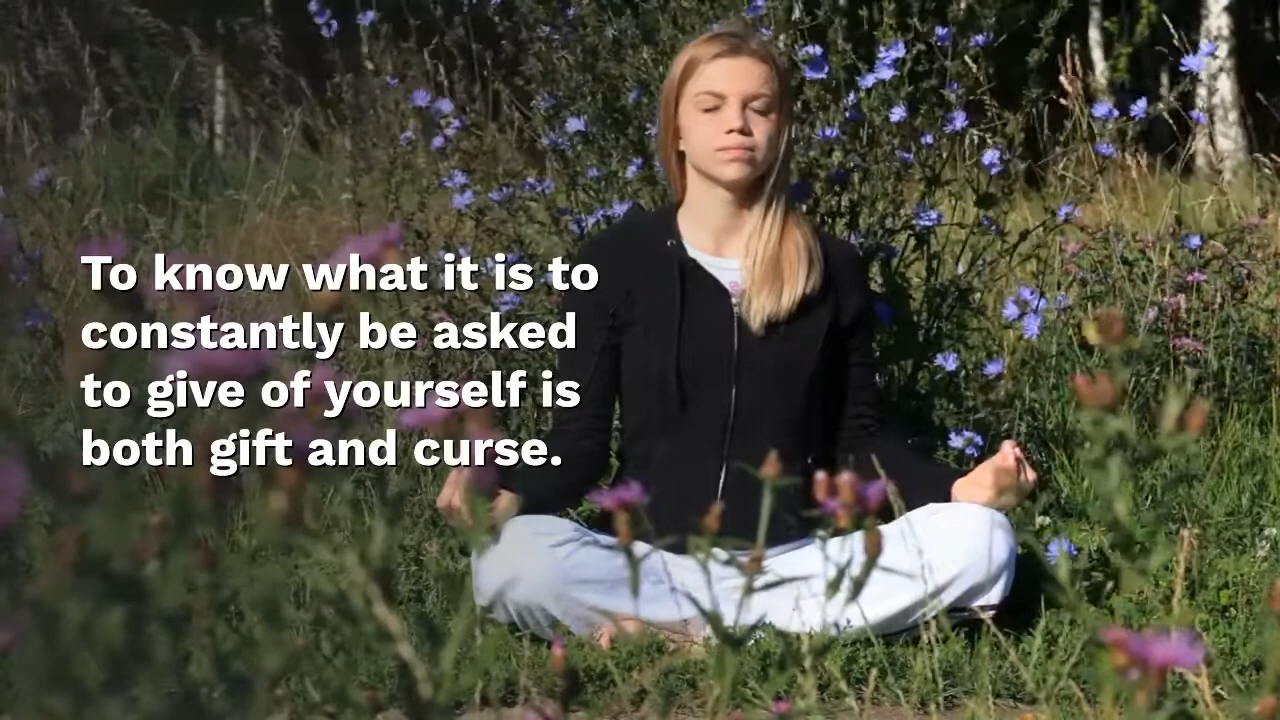 To know what it is to
constantly be asked
to give of yourself is
both gift and curse.